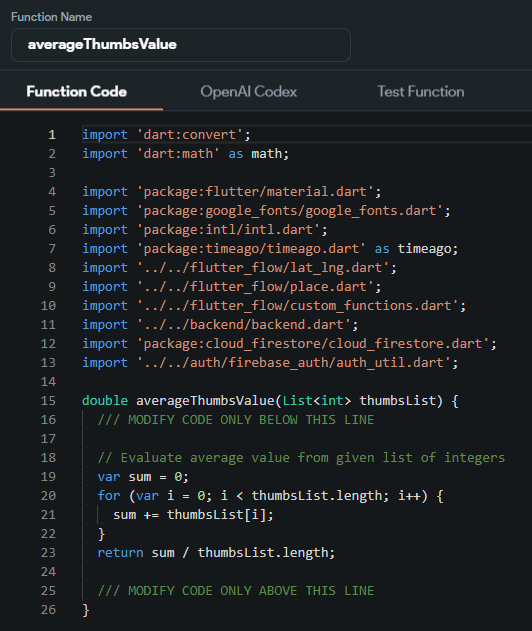 Function Name
averageThumbsValue
Function Code OpenAI Codex Test Function
1 import 'dart:convert';
2 import 'dart:math' as math;
3
4 import 'package:flutter/material.dart';
5 import 'package:google_fonts/google_fonts.dart';
6 import 'package:intl/intl.dart';
7 import 'package:timeago/timeago.dart' as timeago;
8 import '../../flutter_flow/lat_lng.dart';
9 import '../../flutter_flow/place.dart';
10 import '../../flutter_flow/custom_functions.dart';
11 import '../../backend/backend.dart';
12 import 'package:cloud_firestore/cloud_firestore.dart';
13 import '../../auth/firebase_auth/auth_util.dart';
14
15 double averageThumbsValue(List<int> thumbsList) {
16 /// MODIFY CODE ONLY BELOW THIS LINE
17
18 // Evaluate average value from given list of integers
19 var sum = 0;
20 for (var i = 0; i < thumbsList.length; i++) {
21 sum += thumbsList[i];
22 }
23 return sum / thumbsList.length;
24
25 /// MODIFY CODE ONLY ABOVE THIS LINE
26 }